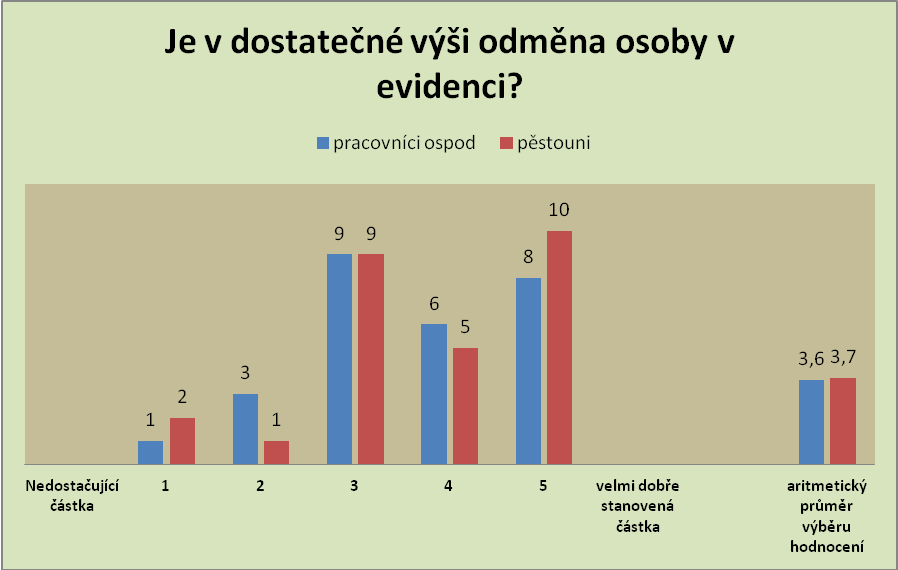 Je v dostatečné výši odměna osoby v
evidenci?
pracovníci ospod pěstouni
1 2 3 1 9 9 6 5 8 10 3,6 3,7
Nedostačující 1 2 3 4 5 velmi dobře aritmetický
částka stanovená průměr
částka výběru
hodnocení